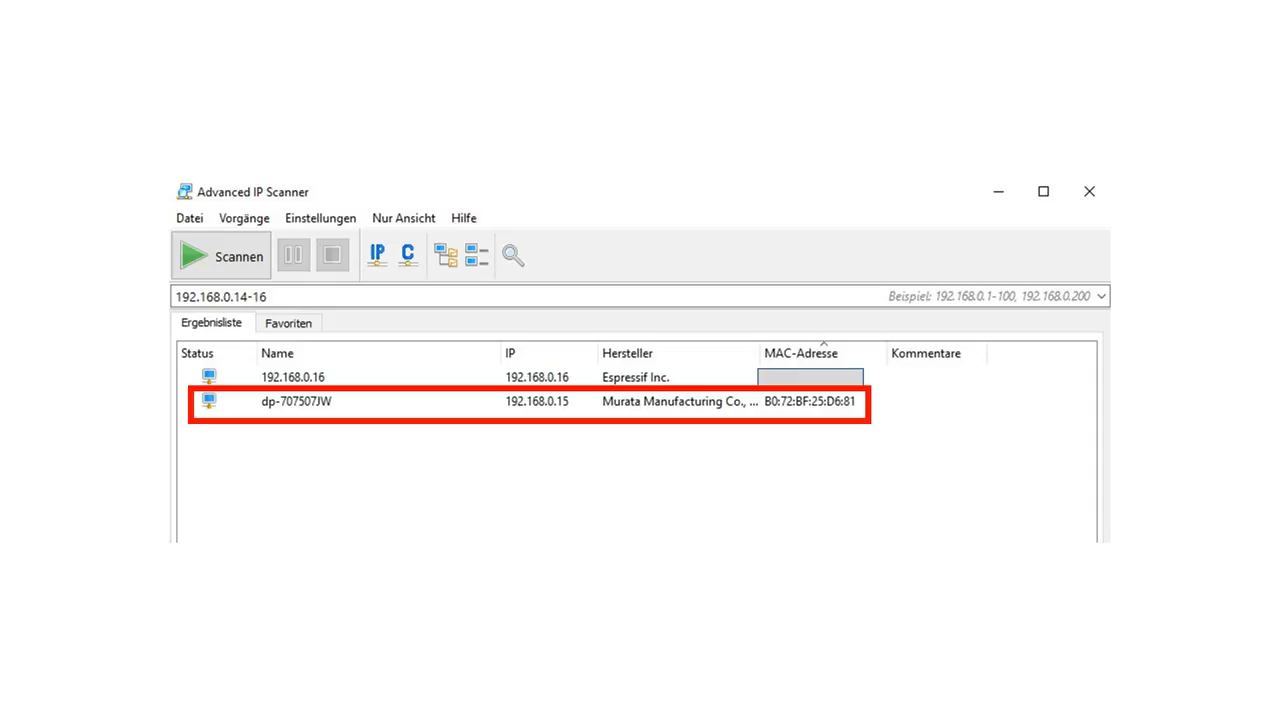 Advanced IP Scanner
Datei Vorgänge Einstellungen Nur Ansicht Hilfe
Scannen IP C
192.168.0.14-16 Beispiel: 192.168.0.1-100, 192.168.0.200
Ergebnisliste Favoriten
Status Name IP Hersteller MAC-Adresse Kommentare
192.168.0.16 192.168.0.16 Espressif Inc.
dp-707507JW 192.168.0.15 Murata Manufacturing Co., ... B0:72:BF:25:D6:81